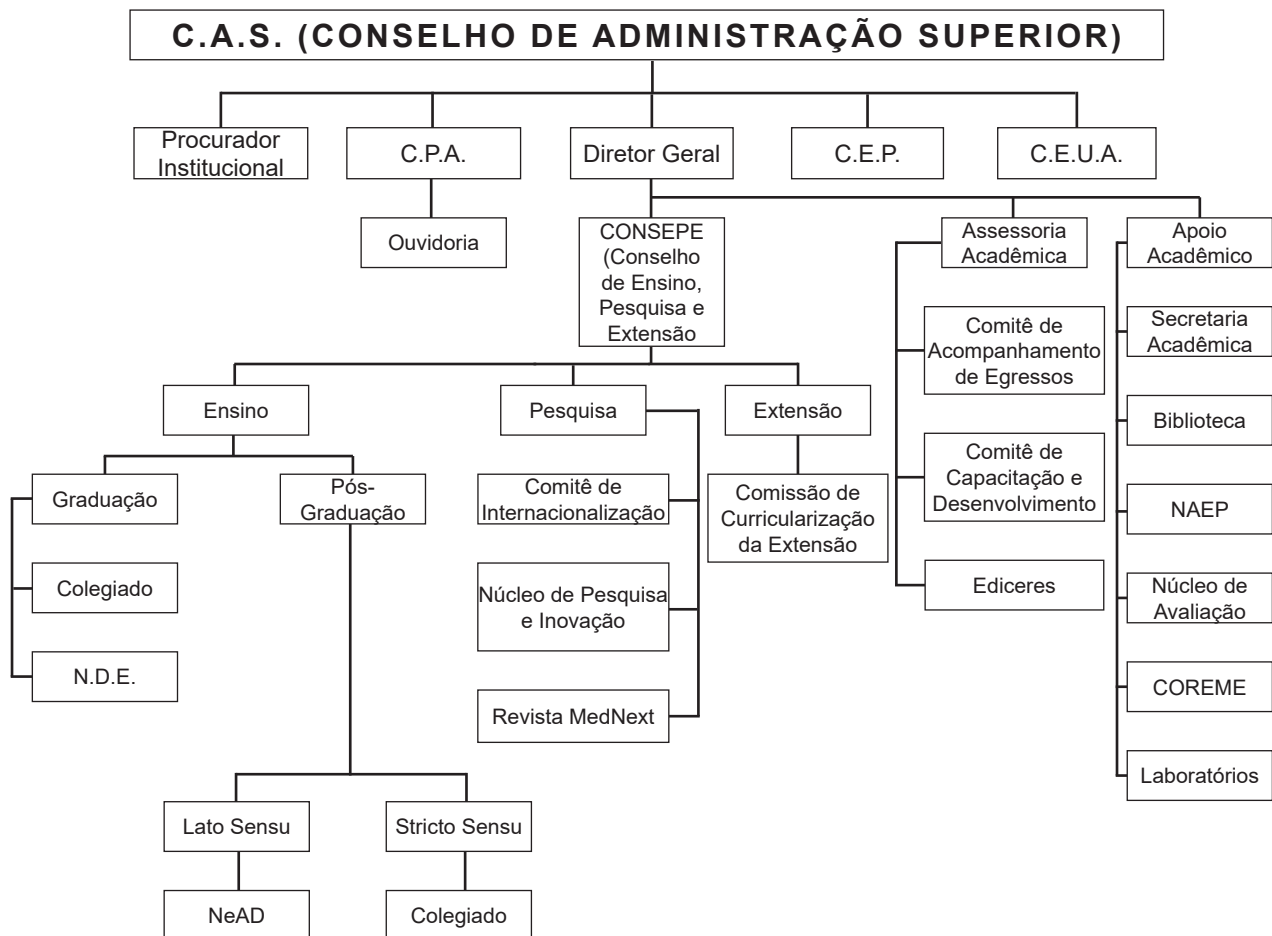 C.A.S. (CONSELHO DE ADMINISTRAÇÃO SUPERIOR)
Procurador
Institucional
C.P.A.
Diretor Geral
C.E.P.
C.E.U.A.
Ouvidoria
CONSEPE
(Conselho
de Ensino,
Pesquisa e
Extensão
Assessoria
Acadêmica
Apoio
Acadêmico
Comitê de
Acompanhamento
de Egressos
Secretaria
Acadêmica
Ensino
Pesquisa
Extensão
Biblioteca
Graduação
Pós-
Graduação
Comitê de
Internacionalização
Comissão de
Curricularização
da Extensão
Comitê de
Capacitação e
Desenvolvimento
NAEP
Colegiado
Núcleo de Pesquisa
e Inovação
Ediceres
Núcleo de
Avaliação
N.D.E.
Revista MedNext
COREME
Laboratórios
Lato Sensu
Stricto Sensu
NeAD
Colegiado